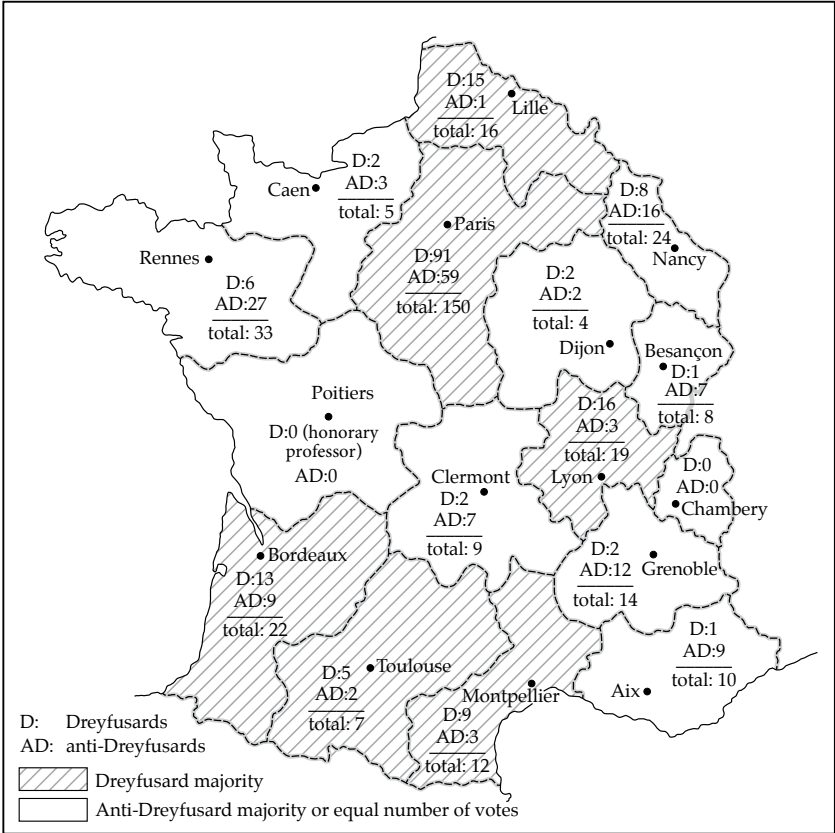 D:15
AD:1
Lille
total: 16
D:2
AD:3
Caen
total: 5
D:8
AD:16
total: 24
Nancy
Paris
D:91
AD:59
total: 150
Rennes
D:6
AD:27
total: 33
D:2
AD:2
total: 4
Dijon
Besançon
D:1
AD:7
total: 8
Poitiers
D:0 (honorary
professor)
AD:0
D:16
AD:3
total: 19
Lyon
D:0
AD:0
Chambery
Clermont
D:2
AD:7
total: 9
D:2
AD:12
Grenoble
total: 14
Bordeaux
D:13
AD:9
total: 22
D:5
Toulouse
AD:2
total: 7
Montpellier
D:9
AD:3
total: 12
D:1
AD:9
total: 10
Aix
D: Dreyfusards
AD: anti-Dreyfusards
Dreyfusard majority
Anti-Dreyfusard majority or equal number of votes